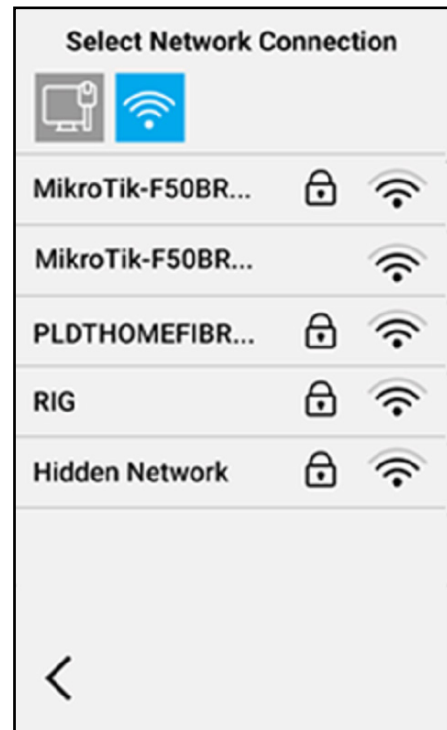 Select Network Connection
MikroTik-F50BR...
MikroTik-F50BR...
PLDTHOMEFIBR...
RIG
Hidden Network